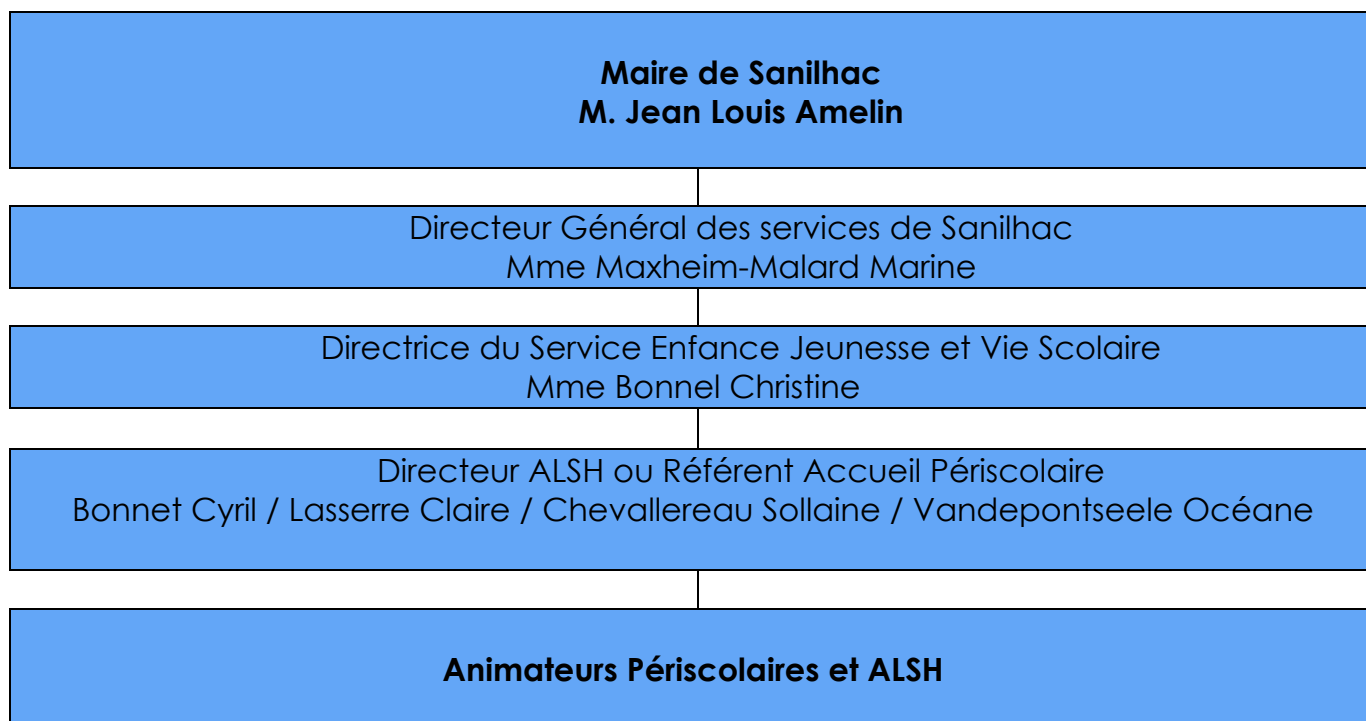 Maire de Sanilhac
M. Jean Louis Amelin
Directeur Général des services de Sanilhac
Mme Maxheim-Malard Marine
Directrice du Service Enfance Jeunesse et Vie Scolaire
Mme Bonnel Christine
Directeur ALSH ou Référent Accueil Périscolaire
Bonnet Cyril / Lasserre Claire / Chevallereau Sollaine / Vandepontseele Océane
Animateurs Périscolaires et ALSH